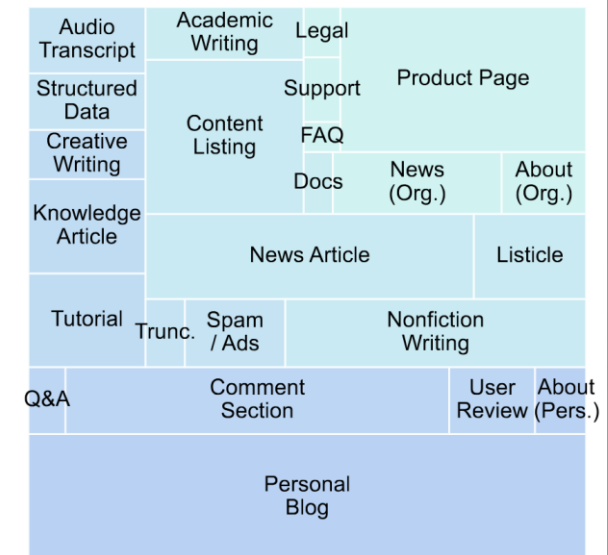 Audio
Transcript
Academic
Writing
Legal
Product Page
Structured
Data
Content
Listing
Support
Creative
Writing
FAQ
Knowledge
Article
Docs
News
(Org.)
About
(Org.)
News Article
Listicle
Tutorial
Trunc.
Spam
/ Ads
Nonfiction
Writing
Q&A
Comment
Section
User
Review
About
(Pers.)
Personal
Blog